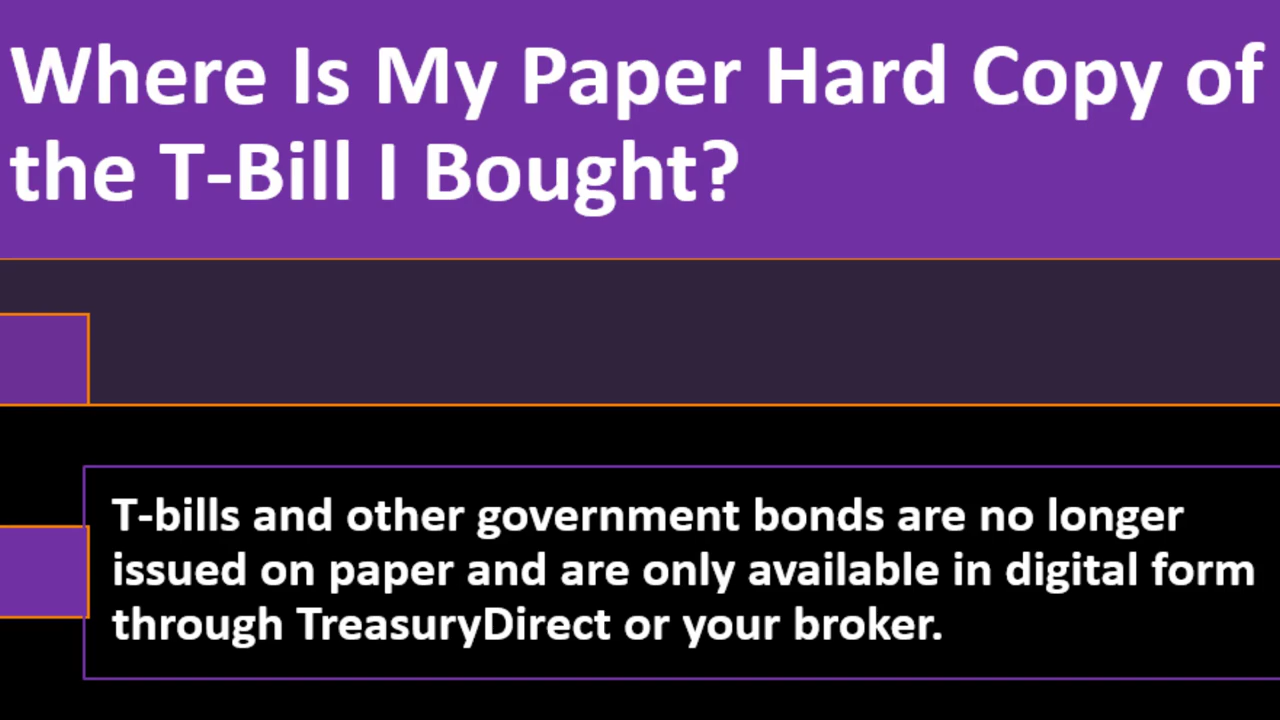 Where Is My Paper Hard Copy of
the T-Bill I Bought?
T-bills and other government bonds are no longer
issued on paper and are only available in digital form
through TreasuryDirect or your broker.